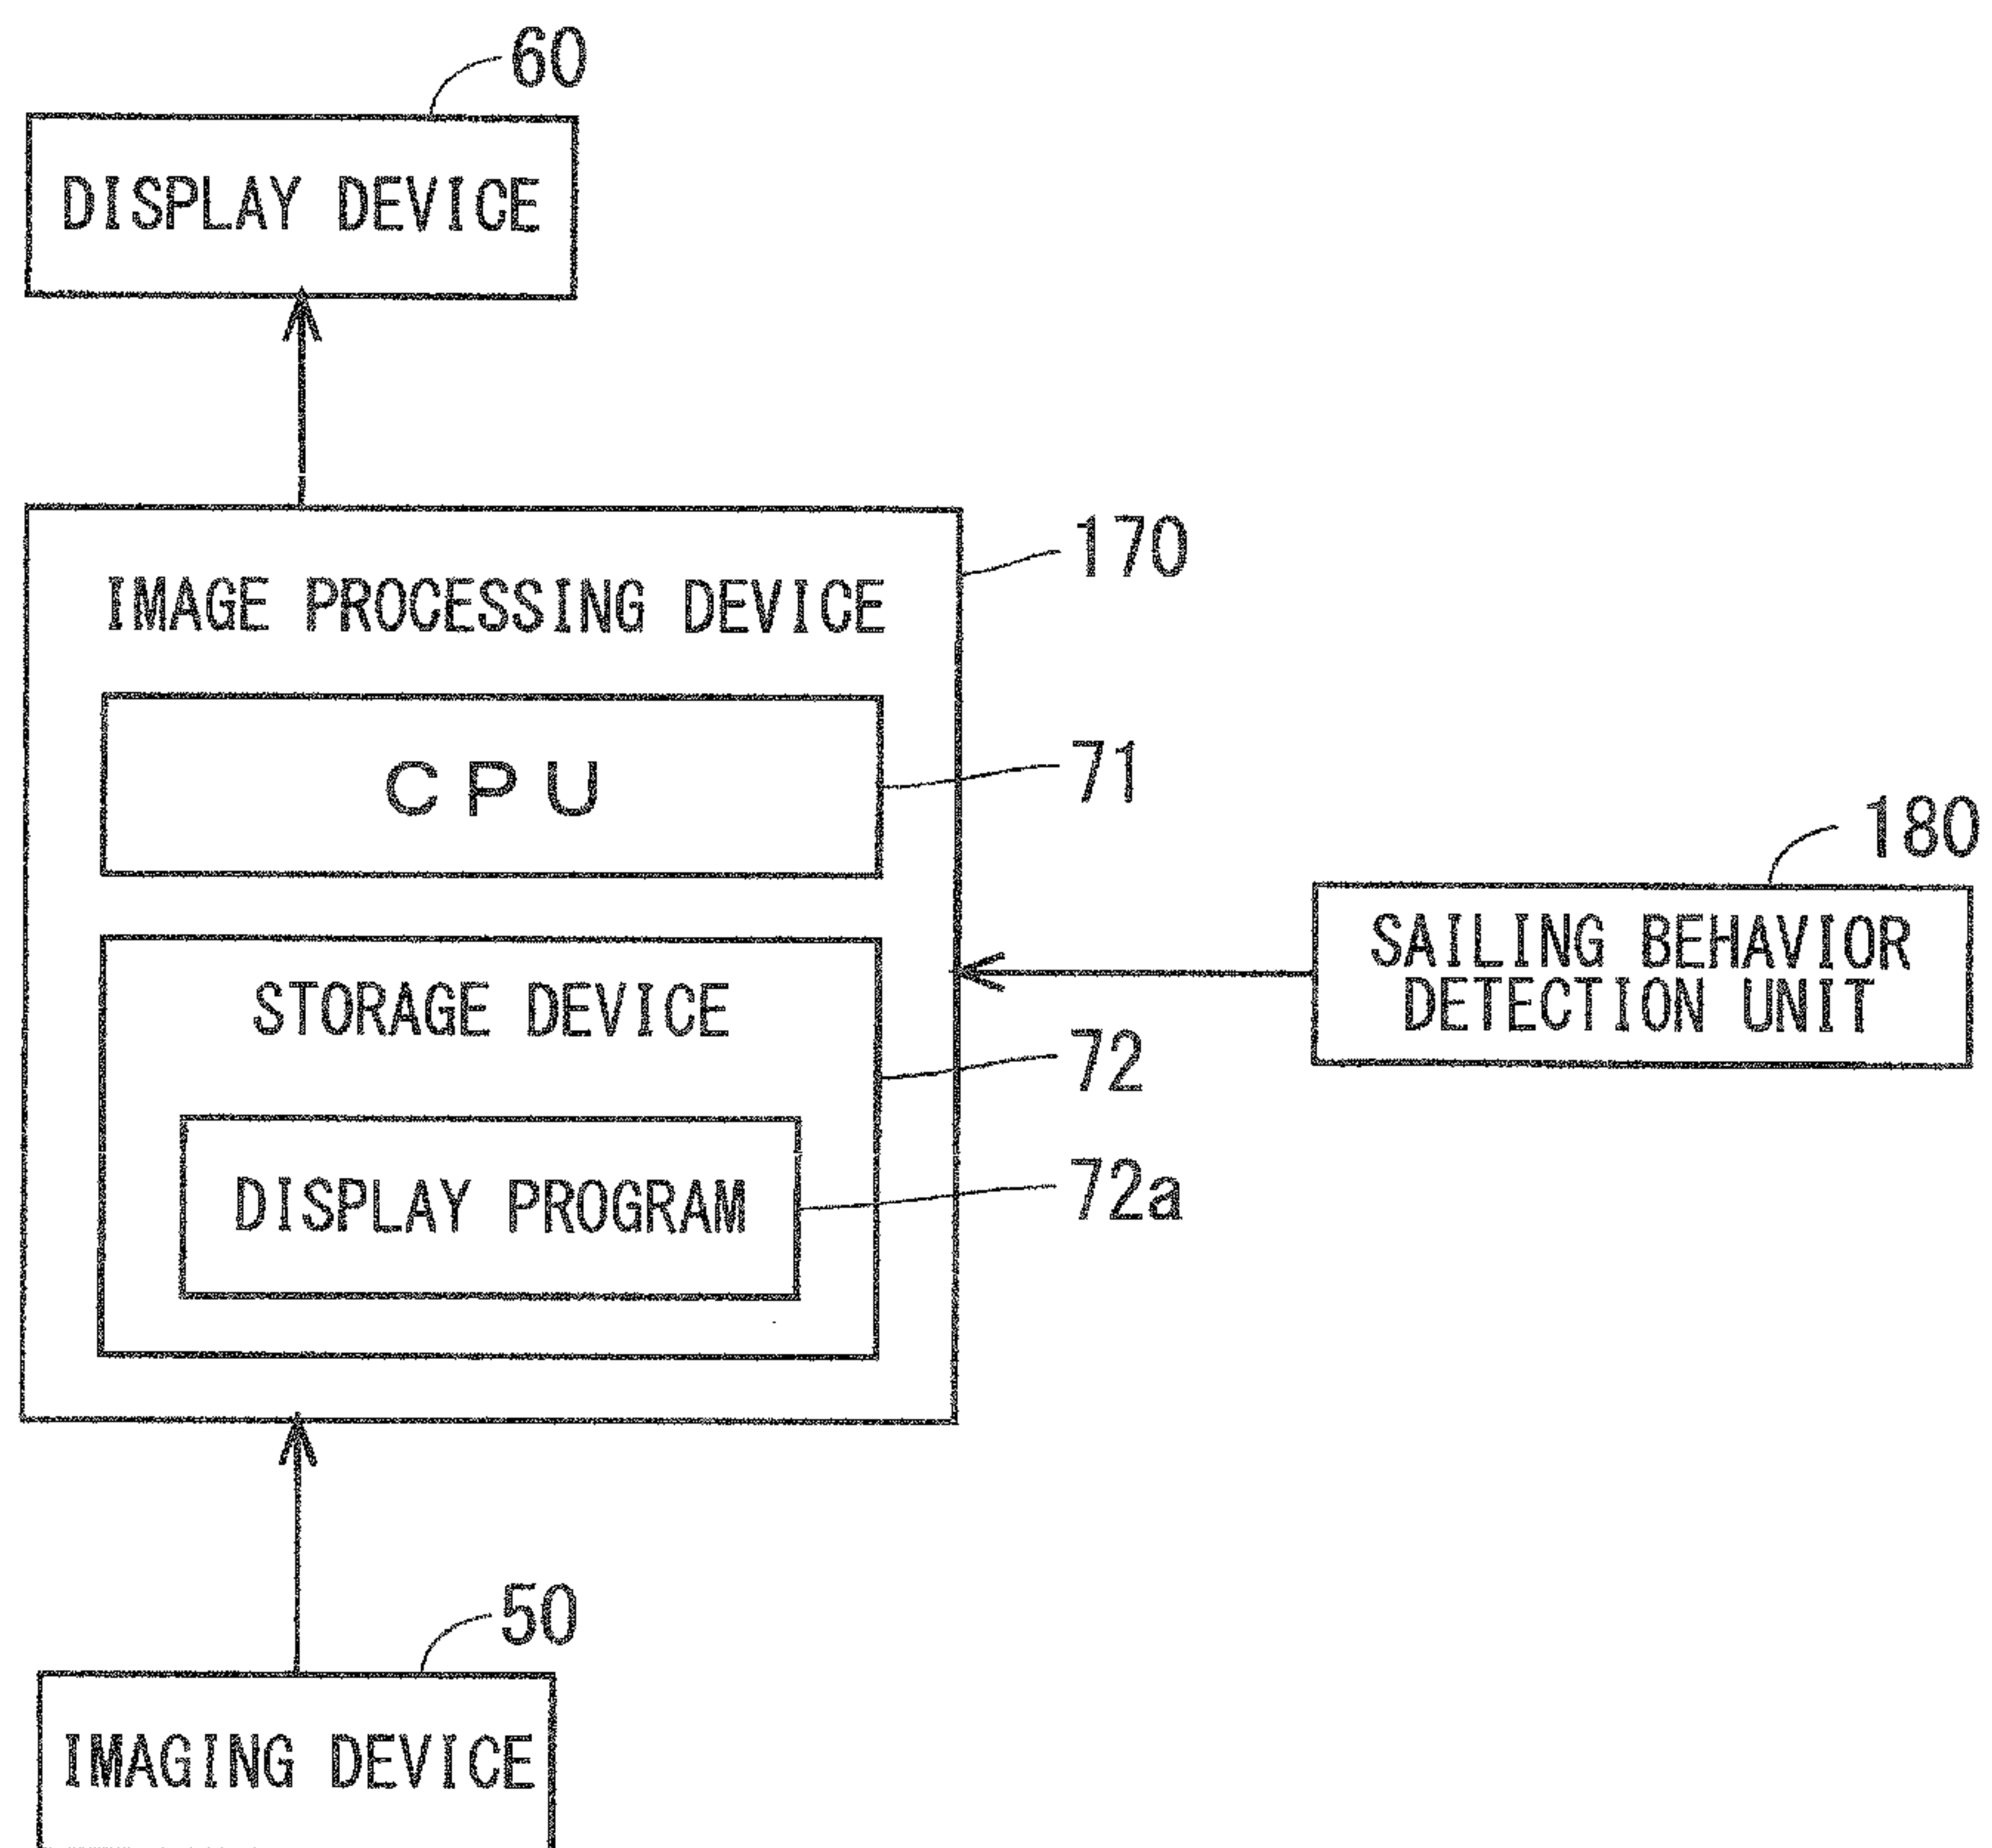 60
DISPLAY DEVICE
170
IMAGE PROCESSING DEVICE
CPU
71
180
SAILING BEHAVIOR
DETECTION UNIT
STORAGE DEVICE
72
DISPLAY PROGRAM
72a
50
IMAGING DEVICE